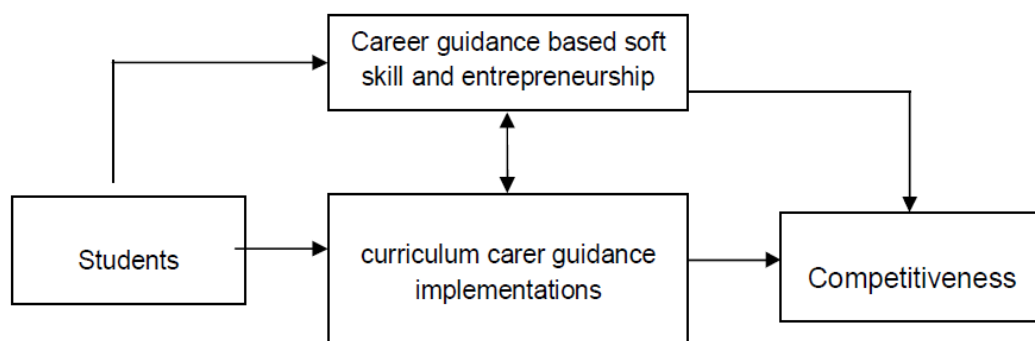 Career guidance based soft
skill and entrepreneurship
Students
curriculum carer guidance
implementations
Competitiveness